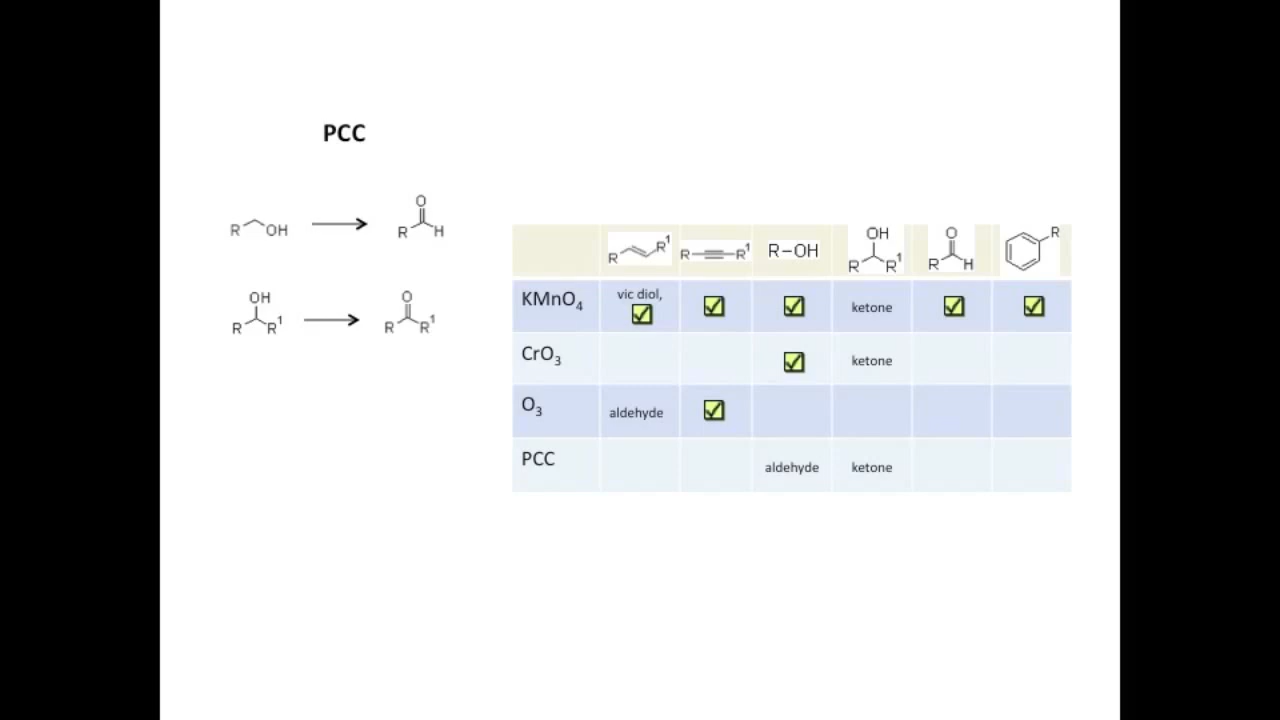 PCC
R OH
O
R H
OH
R R¹
O
R R¹
R R¹
R R¹
R-OH
OH
R R¹
O
R H
R
KMnO₄ vic diol, ketone
CrO₃ ketone
O₃ aldehyde
PCC aldehyde ketone